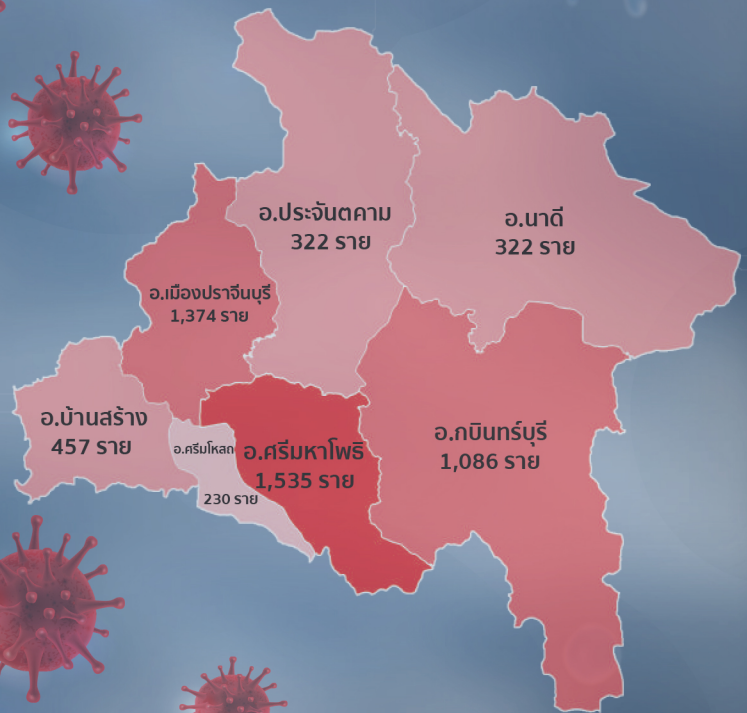 อ.ประจันตคาม
322 ราย
อ.นาดี
322 ราย
อ.เมืองปราจีนบุรี
1,374 ราย
อ.บ้านสร้าง
457 ราย
อ.ศรีมโหสถ
230 ราย
อ.ศรีมหาโพธิ
1,535 ราย
อ.กบินทร์บุรี
1,086 ราย